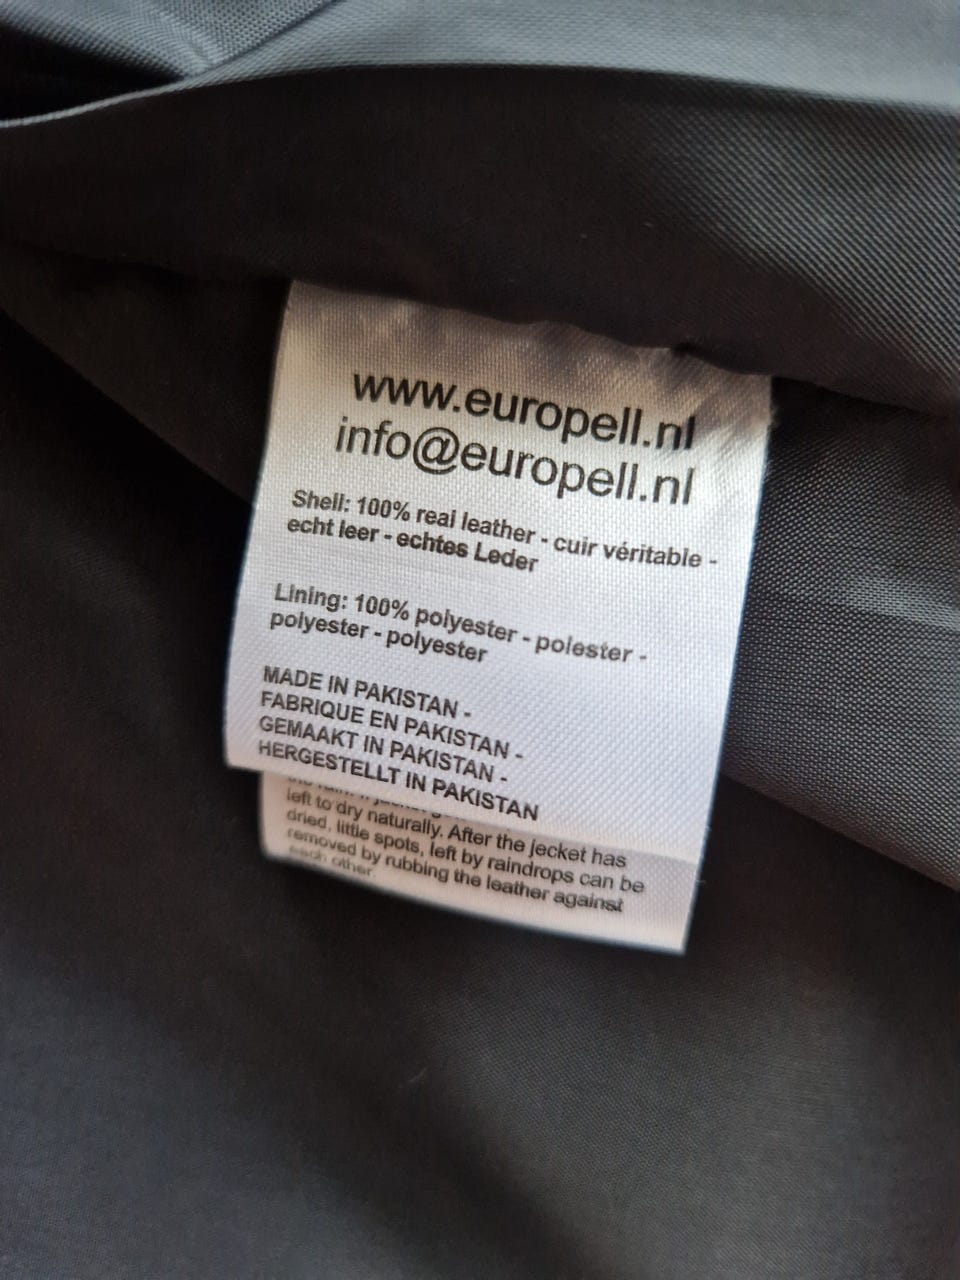 www.europell.nl
info@europell.nl
Shell: 100% real leather - cuir véritable -
echt leer - echtes Leder
Lining: 100% polyester - polester -
polyester - polyester
MADE IN PAKISTAN -
FABRIQUE EN PAKISTAN -
GEMAAKT IN PAKISTAN -
HERGESTELLT IN PAKISTAN
left to dry naturally. After the jecket has
dried, little spots, left by raindrops can be
removed by rubbing the leather against
each other.